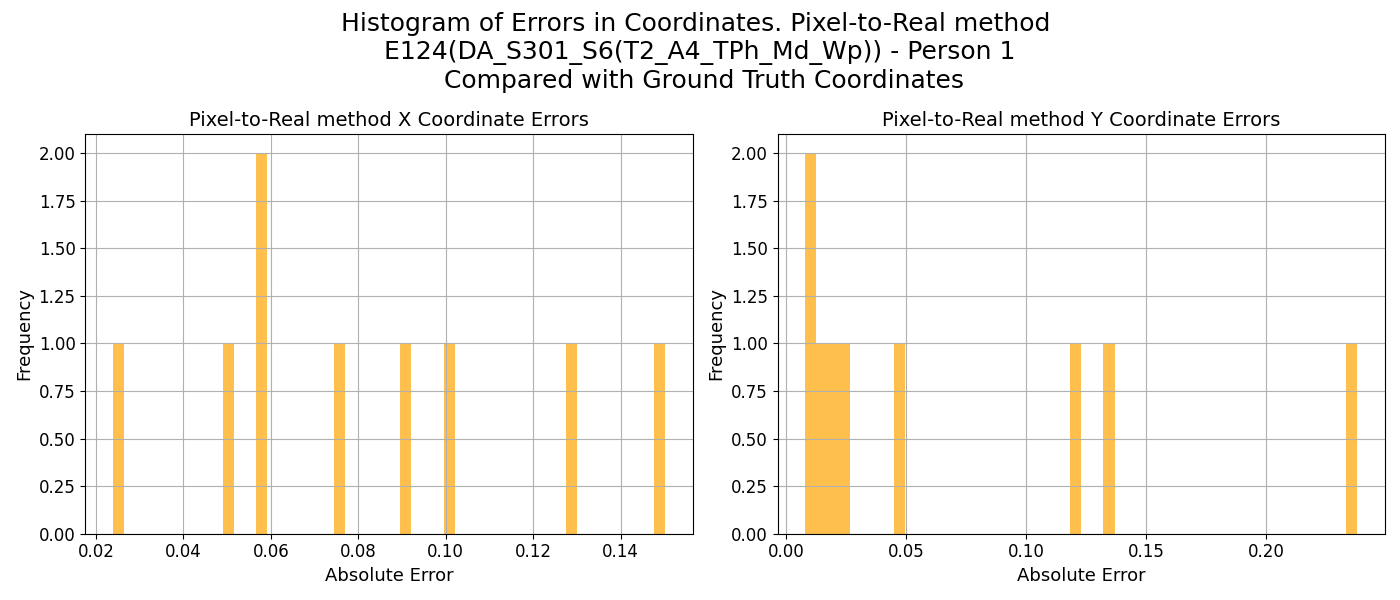 Histogram of Errors in Coordinates. Pixel-to-Real method
E124(DA_S301_S6(T2_A4_TPh_Md_Wp)) - Person 1
Compared with Ground Truth Coordinates
Pixel-to-Real method X Coordinate Errors
Frequency
2.00
1.75
1.50
1.25
1.00
0.75
0.50
0.25
0.00
0.02 0.04 0.06 0.08 0.10 0.12 0.14
Absolute Error
Pixel-to-Real method Y Coordinate Errors
Frequency
2.00
1.75
1.50
1.25
1.00
0.75
0.50
0.25
0.00
0.00 0.05 0.10 0.15 0.20
Absolute Error